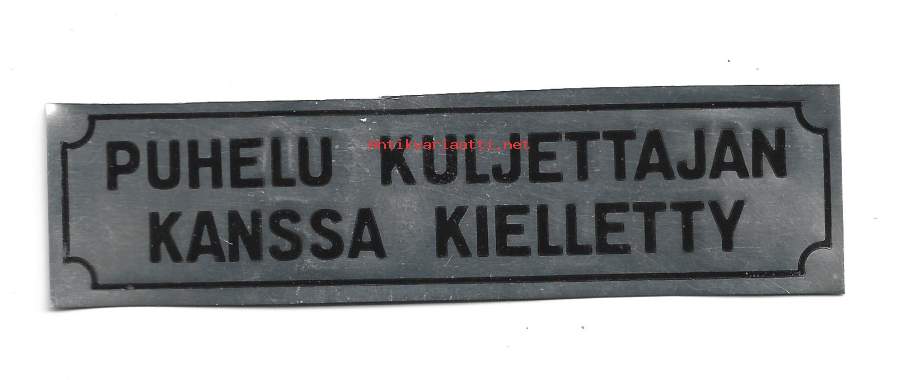 PUHELU KULJETTAJAN
antikvariaatti.net
KANSSA KIELLETTY